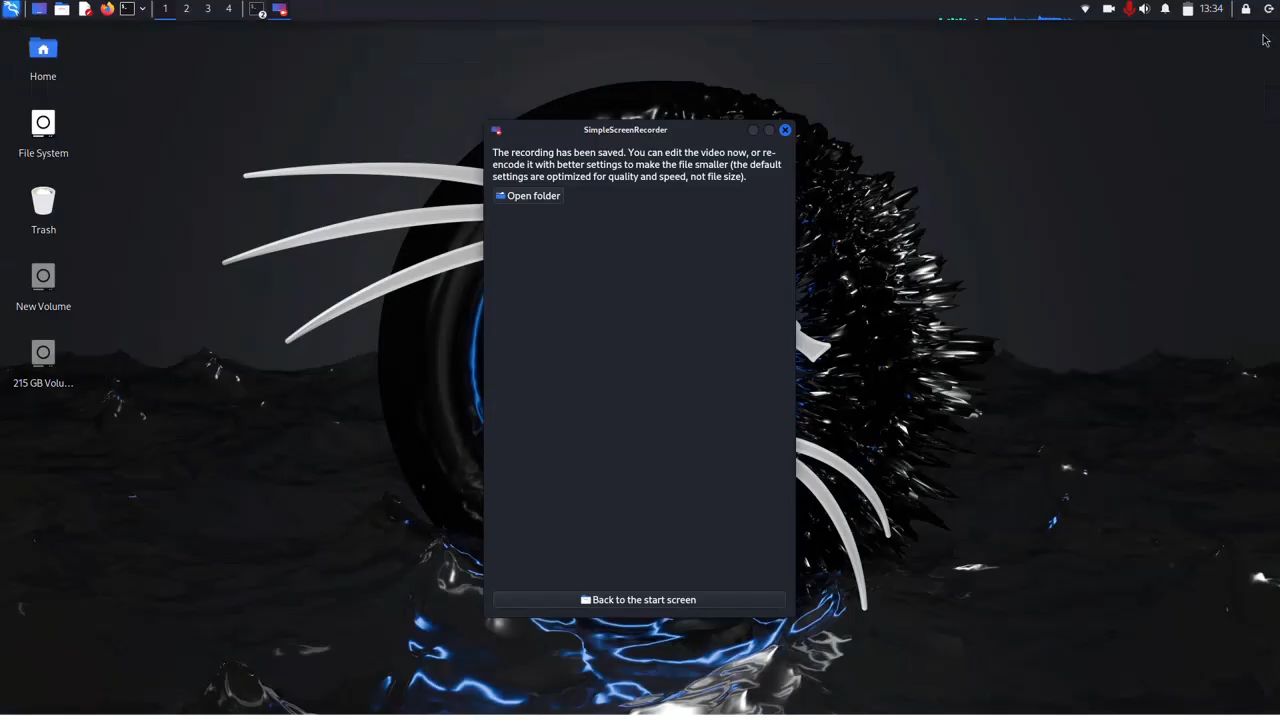 1 2 3 4
2
13:34
Home
File System
Trash
New Volume
215 GB Volu...
SimpleScreenRecorder
The recording has been saved. You can edit the video now, or re-
encode it with better settings to make the file smaller (the default
settings are optimized for quality and speed, not file size).
Open folder
Back to the start screen